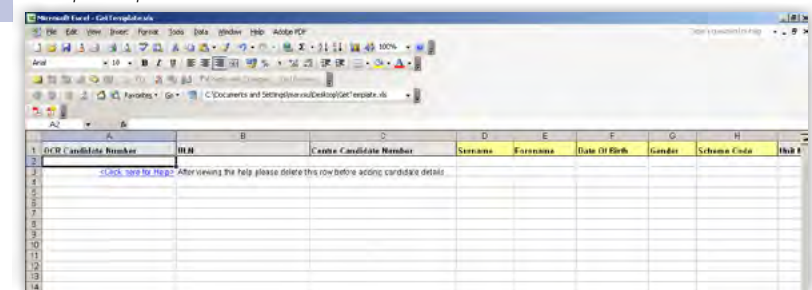 Microsoft Excel - GetTemplate.xls
File Edit View Insert Format Tools Data Window Help Adobe PDF
100%
Arial 10 B I U
Favorites Go C:\Documents and Settings\
A2 fx
A B C D E F G H
1 OCR Candidate Number ULN Centre Candidate Number Surname Forename Date Of Birth Gender Scheme Code Unit
2
3 <Click here for Help> After viewing the help please delete this row before adding candidate details
4
5
6
7
8
9
10
11
12
13
14